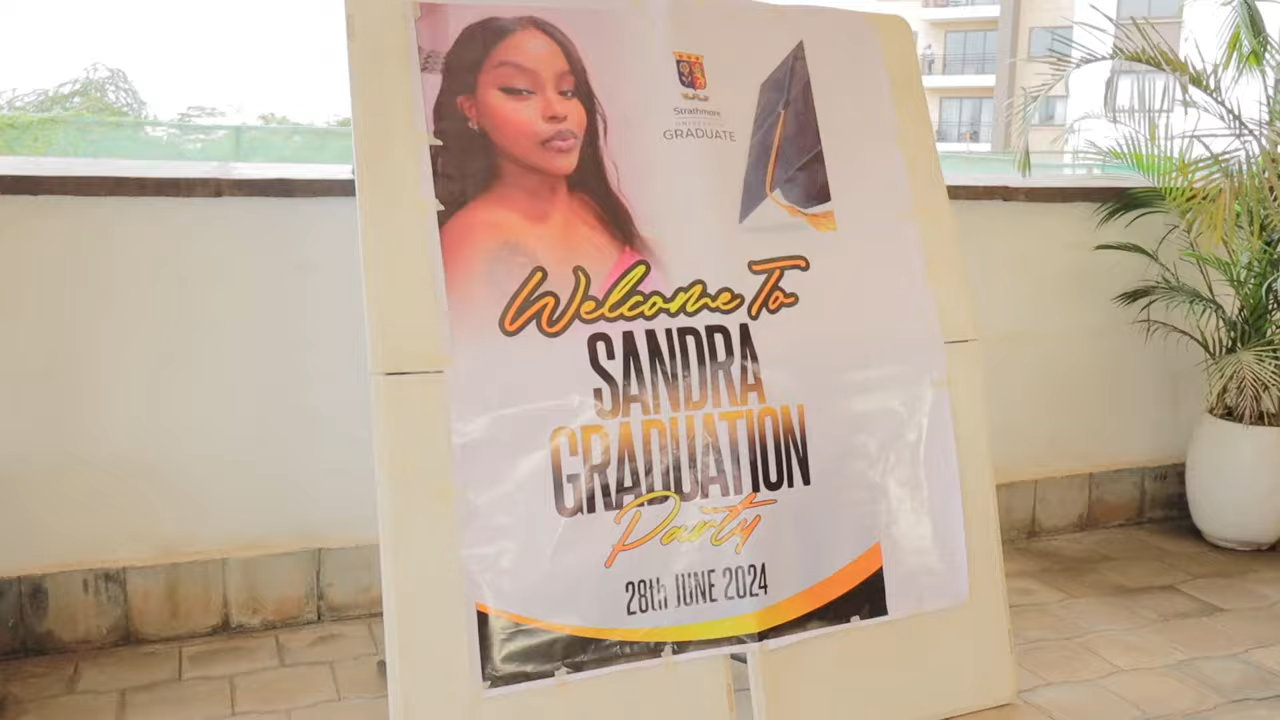 Strathmore
UNIVERSITY
GRADUATE
Welcome To
SANDRA
GRADUATION
Party
28th JUNE 2024